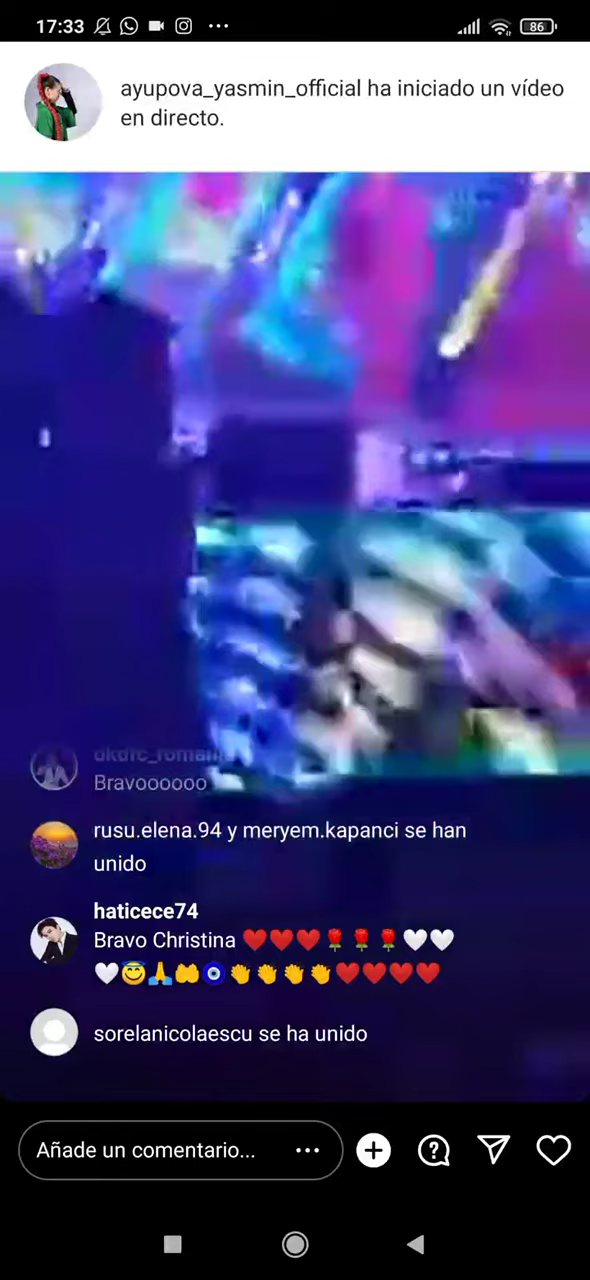 17:33
86
ayupova_yasmin_official ha iniciado un vídeo
en directo.
Bravoooooo
rusu.elena.94 y meryem.kapanci se han
unido
haticece74
Bravo Christina ❤️❤️❤️🌹🌹🌹🤍🤍
🤍😇🙏🤲🧿👏👏👏👏❤️❤️❤️❤️
sorelanicolaescu se ha unido
Añade un comentario...